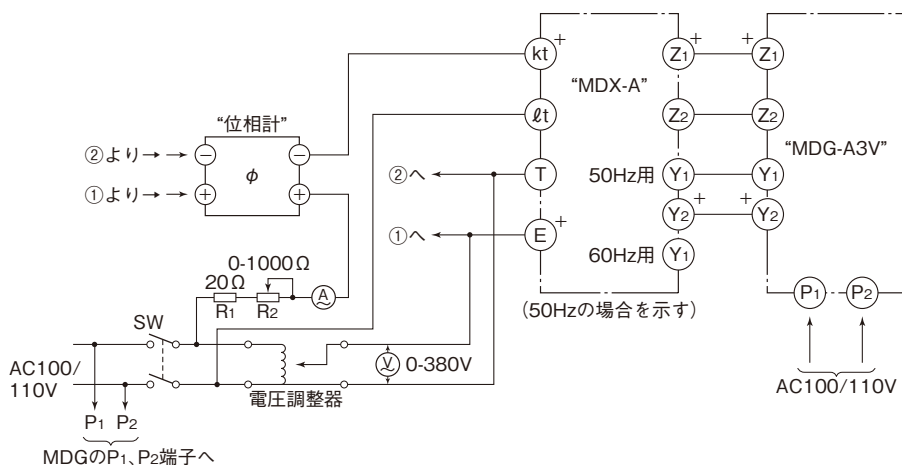 kt +
Z1 +
+ Z1
“MDX-A”
“位相計”
ℓt
Z2
Z2
“MDG-A3V”
②より
− −
φ
①より
+ +
②へ
T
50Hz用
Y1
Y1
①へ
E +
Y2 +
+ Y2
60Hz用
Y1
0-1000Ω
20Ω
R1
R2
A
(50Hzの場合を示す)
P1
P2
SW
AC100/
110V
V
0-380V
電圧調整器
AC100/110V
P1 P2
MDGのP1、P2端子へ